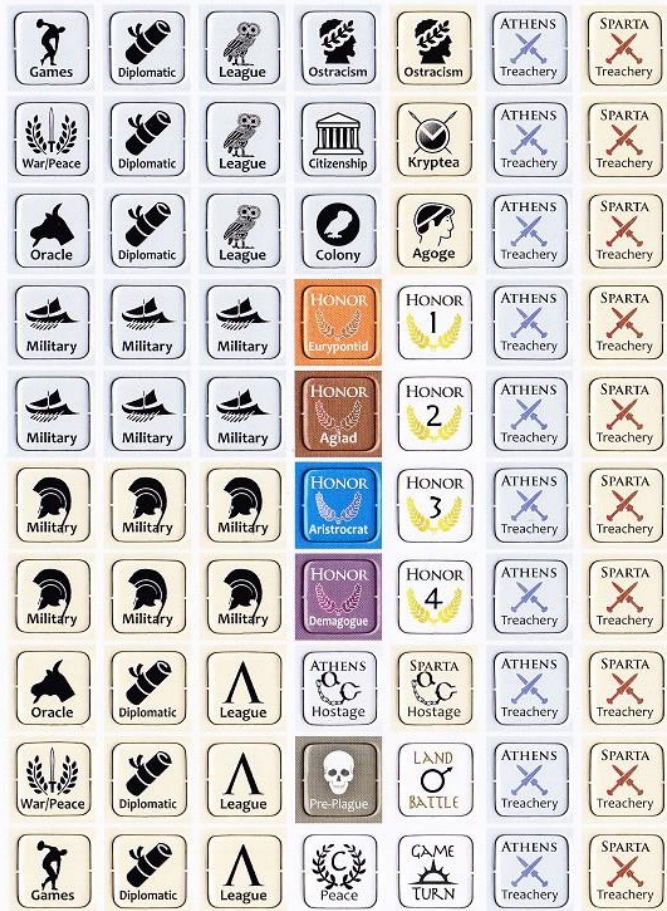 Games
Diplomatic
League
Ostracism
Ostracism
ATHENS
Treachery
SPARTA
Treachery
War/Peace
Diplomatic
League
Citizenship
Kryptea
ATHENS
Treachery
SPARTA
Treachery
Oracle
Diplomatic
League
Colony
Agoge
ATHENS
Treachery
SPARTA
Treachery
Military
Military
Military
HONOR
Eurypontid
HONOR
1
ATHENS
Treachery
SPARTA
Treachery
Military
Military
Military
HONOR
Agiad
HONOR
2
ATHENS
Treachery
SPARTA
Treachery
Military
Military
Military
HONOR
Aristrocrat
HONOR
3
ATHENS
Treachery
SPARTA
Treachery
Military
Military
Military
HONOR
Demagogue
HONOR
4
ATHENS
Treachery
SPARTA
Treachery
Oracle
Diplomatic
Λ
League
ATHENS
Hostage
SPARTA
Hostage
ATHENS
Treachery
SPARTA
Treachery
War/Peace
Diplomatic
Λ
League
Pre-Plague
LAND
BATTLE
ATHENS
Treachery
SPARTA
Treachery
Games
Diplomatic
Λ
League
C
Peace
GAME
TURN
ATHENS
Treachery
SPARTA
Treachery